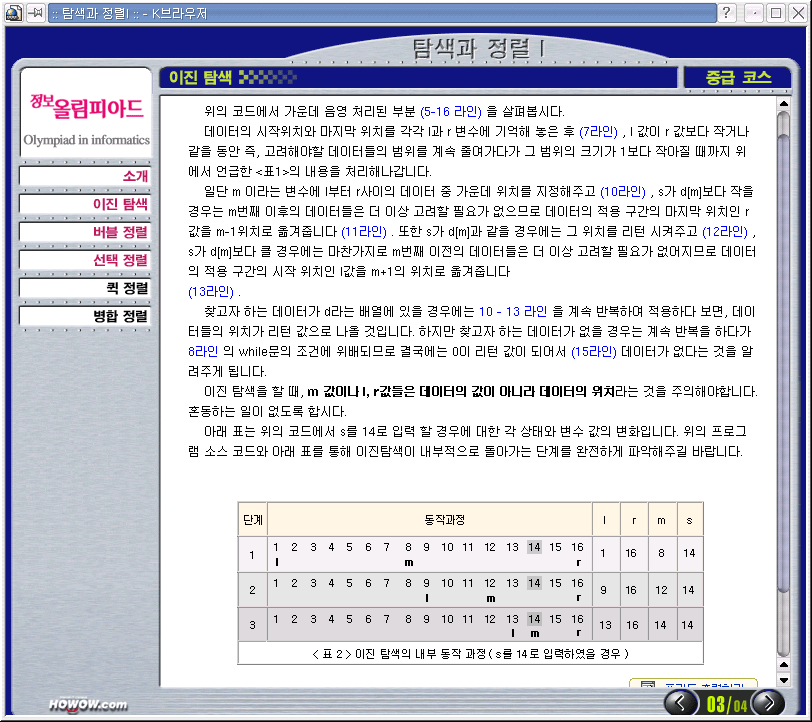 :: 탐색과 정렬Ⅰ :: - K브라우저
탐색과 정렬 Ⅰ
이진 탐색
중급 코스
정보올림피아드
Olympiad in informatics
소개
이진 탐색
버블 정렬
선택 정렬
퀵 정렬
병합 정렬
위의 코드에서 가운데 음영 처리된 부분 (5-16 라인) 을 살펴봅시다.
데이터의 시작위치와 마지막 위치를 각각 l과 r 변수에 기억해 놓은 후 (7라인) , l 값이 r 값보다 작거나
같을 동안 즉, 고려해야할 데이터들의 범위를 계속 줄여가다가 그 범위의 크기가 1보다 작아질 때까지 위
에서 언급한 <표1>의 내용을 처리해나갑니다.
일단 m 이라는 변수에 l부터 r사이의 데이터 중 가운데 위치를 지정해주고 (10라인) , s가 d[m]보다 작을
경우는 m번째 이후의 데이터들은 더 이상 고려할 필요가 없으므로 데이터의 적용 구간의 마지막 위치인 r
값을 m-1위치로 옮겨줍니다 (11라인) . 또한 s가 d[m]과 같을 경우에는 그 위치를 리턴 시켜주고 (12라인) ,
s가 d[m]보다 클 경우에는 마찬가지로 m번째 이전의 데이터들은 더 이상 고려할 필요가 없어지므로 데이터
의 적용 구간의 시작 위치인 l값을 m+1의 위치로 옮겨줍니다
(13라인) .
찾고자 하는 데이터가 d라는 배열에 있을 경우에는 10 - 13 라인 을 계속 반복하여 적용하다 보면, 데이
터들의 위치가 리턴 값으로 나올 것입니다. 하지만 찾고자 하는 데이터가 없을 경우는 계속 반복을 하다가
8라인 의 while문의 조건에 위배되므로 결국에는 0이 리턴 값이 되어서 (15라인) 데이터가 없다는 것을 알
려주게 됩니다.
이진 탐색을 할 때, m 값이나 l, r값들은 데이터의 값이 아니라 데이터의 위치라는 것을 주의해야합니다.
혼동하는 일이 없도록 합시다.
아래 표는 위의 코드에서 s를 14로 입력 할 경우에 대한 각 상태와 변수 값의 변화입니다. 위의 프로그
램 소스 코드와 아래 표를 통해 이진탐색이 내부적으로 돌아가는 단계를 완전하게 파악해주길 바랍니다.
단계 동작과정 l r m s
1 1 2 3 4 5 6 7 8 9 10 11 12 13 14 15 16 1 16 8 14
l m r
2 1 2 3 4 5 6 7 8 9 10 11 12 13 14 15 16 9 16 12 14
l m r
3 1 2 3 4 5 6 7 8 9 10 11 12 13 14 15 16 13 16 14 14
l m r
< 표 2 > 이진 탐색의 내부 동작 과정 ( s를 14로 입력하였을 경우 )
HOWOW.com
03/04